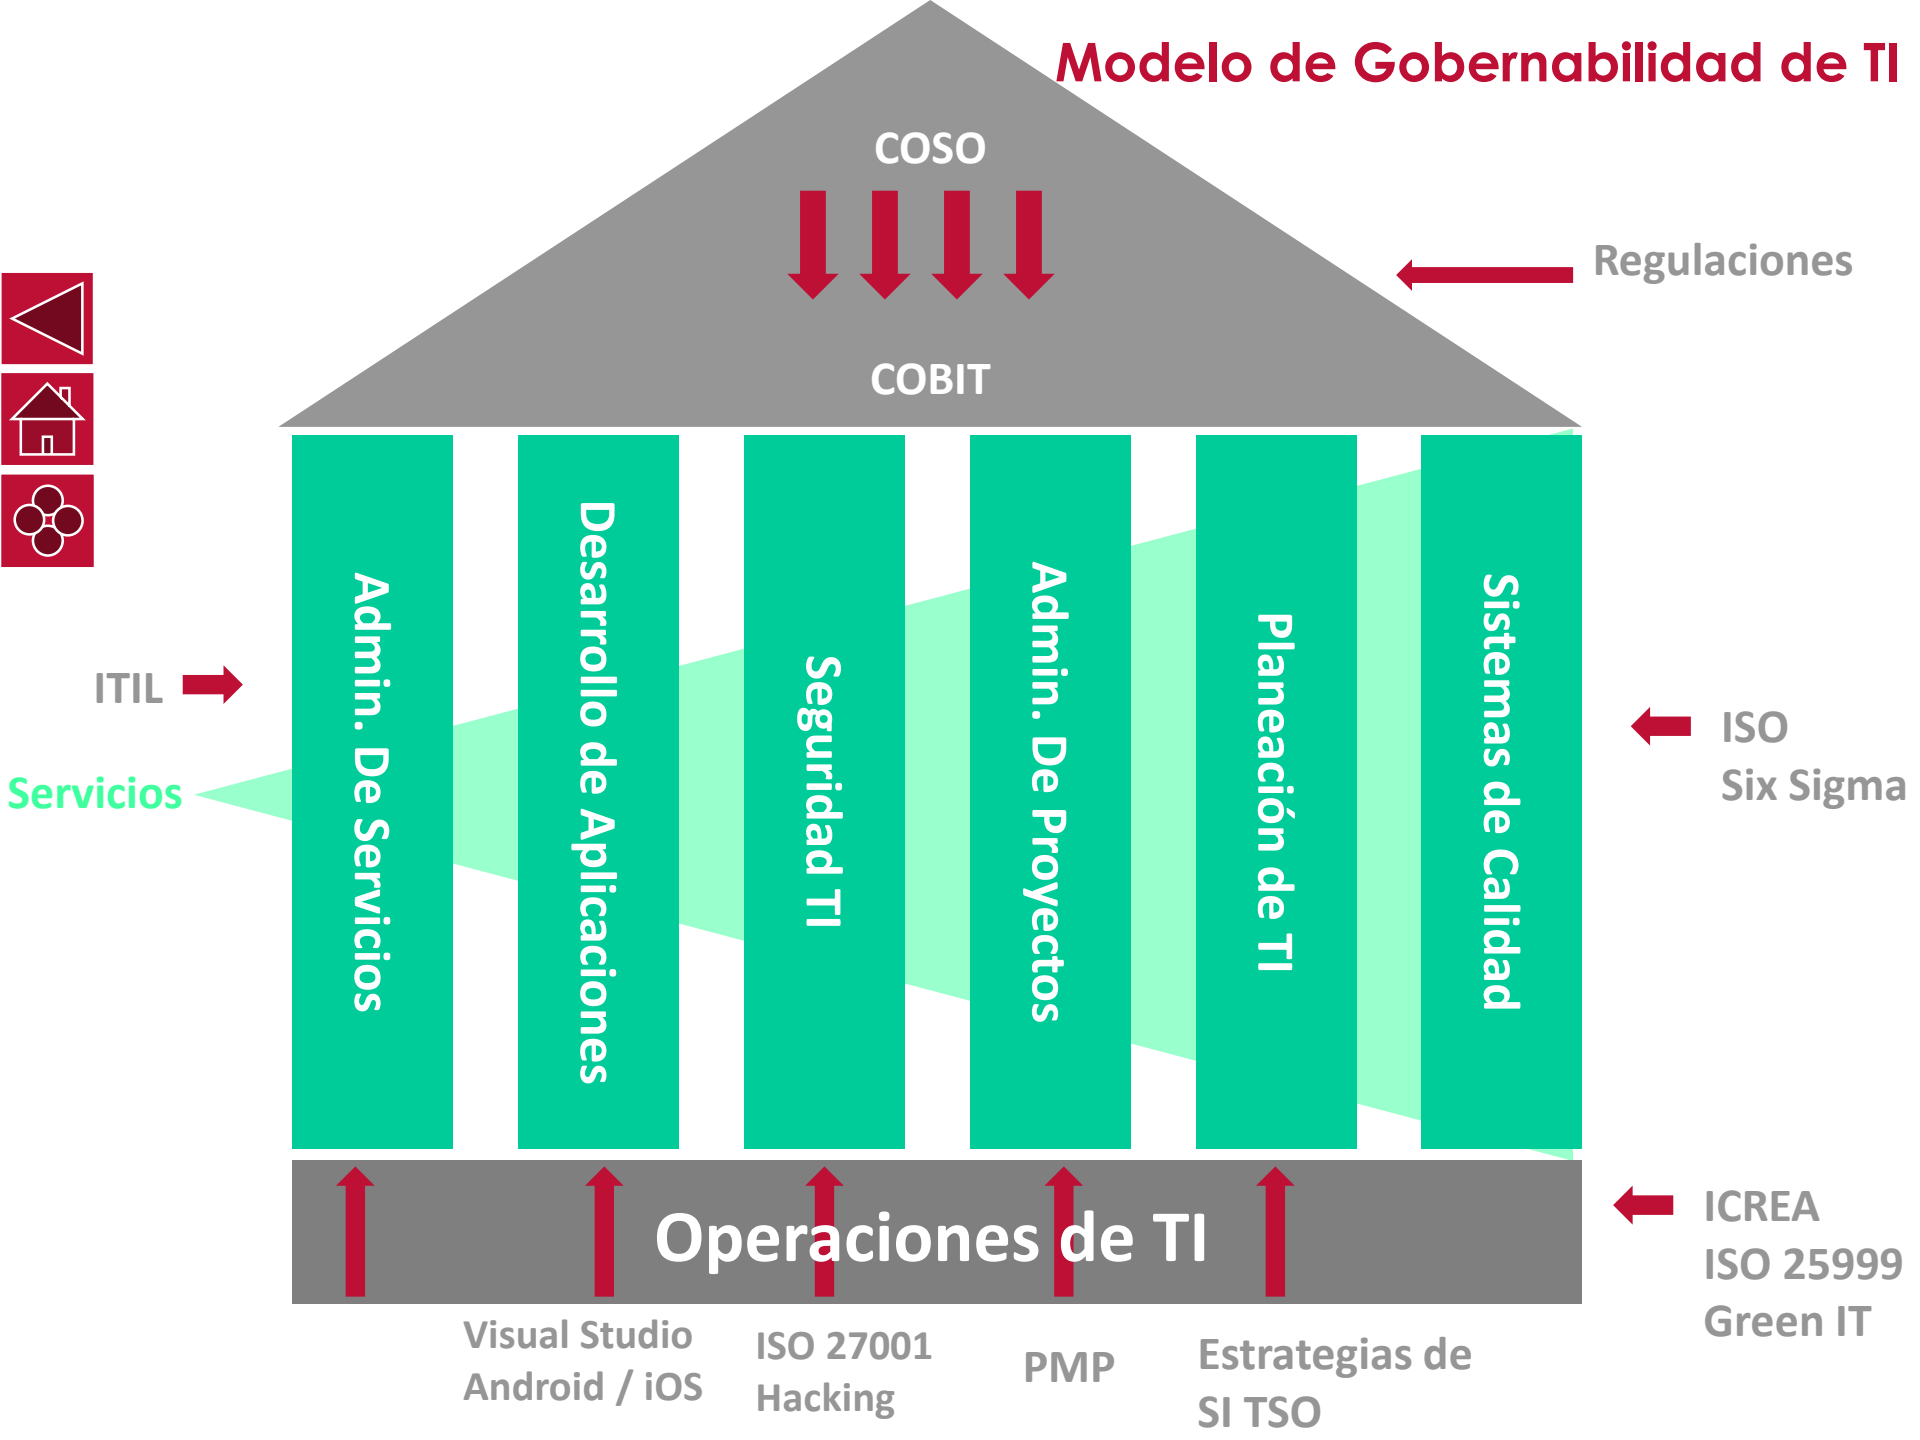 Modelo de Gobernabilidad de TI
COSO
Regulaciones
COBIT
ITIL
Servicios
Admin. De Servicios
Desarrollo de Aplicaciones
Seguridad TI
Admin. De Proyectos
Planeación de TI
Sistemas de Calidad
ISO
Six Sigma
Operaciones de TI
ICREA
ISO 25999
Green IT
Visual Studio
Android / iOS
ISO 27001
Hacking
PMP
Estrategias de
SI TSO